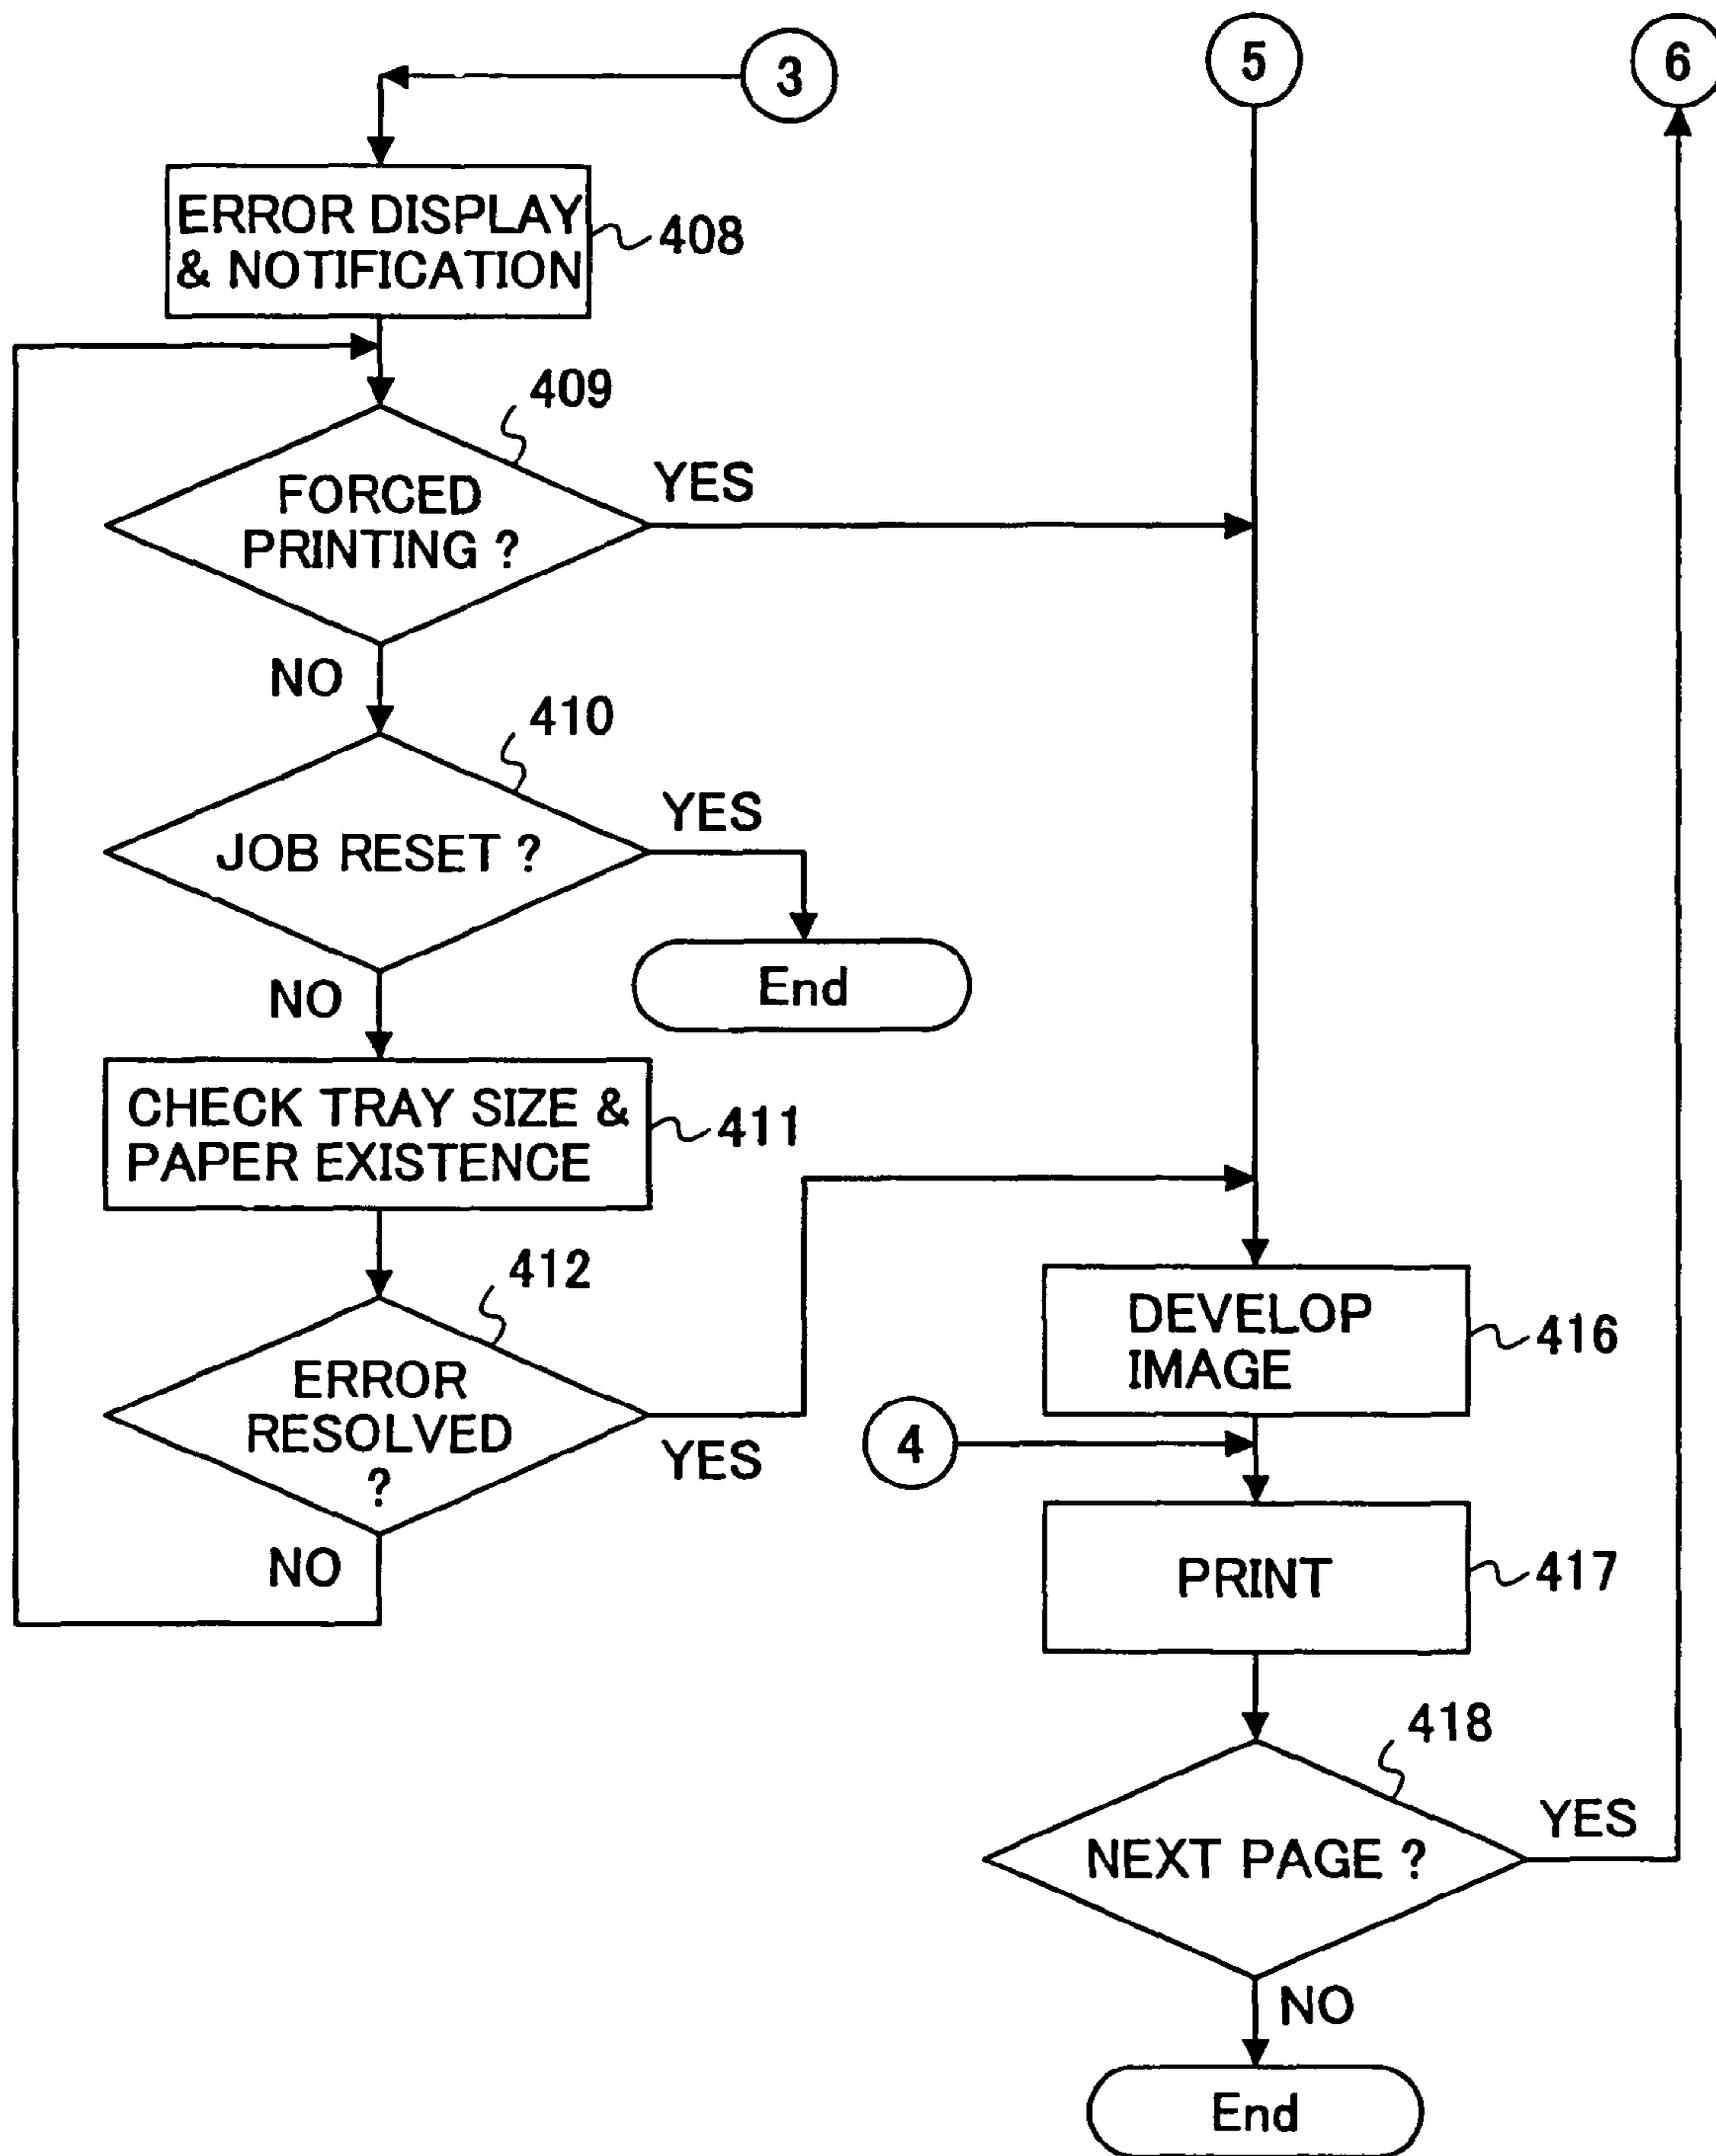 3
5
6
ERROR DISPLAY
& NOTIFICATION
408
409
FORCED
PRINTING ?
YES
NO
410
JOB RESET ?
YES
End
NO
CHECK TRAY SIZE &
PAPER EXISTENCE
411
412
ERROR
RESOLVED
?
YES
NO
DEVELOP
IMAGE
416
4
PRINT
417
418
NEXT PAGE ?
YES
NO
End